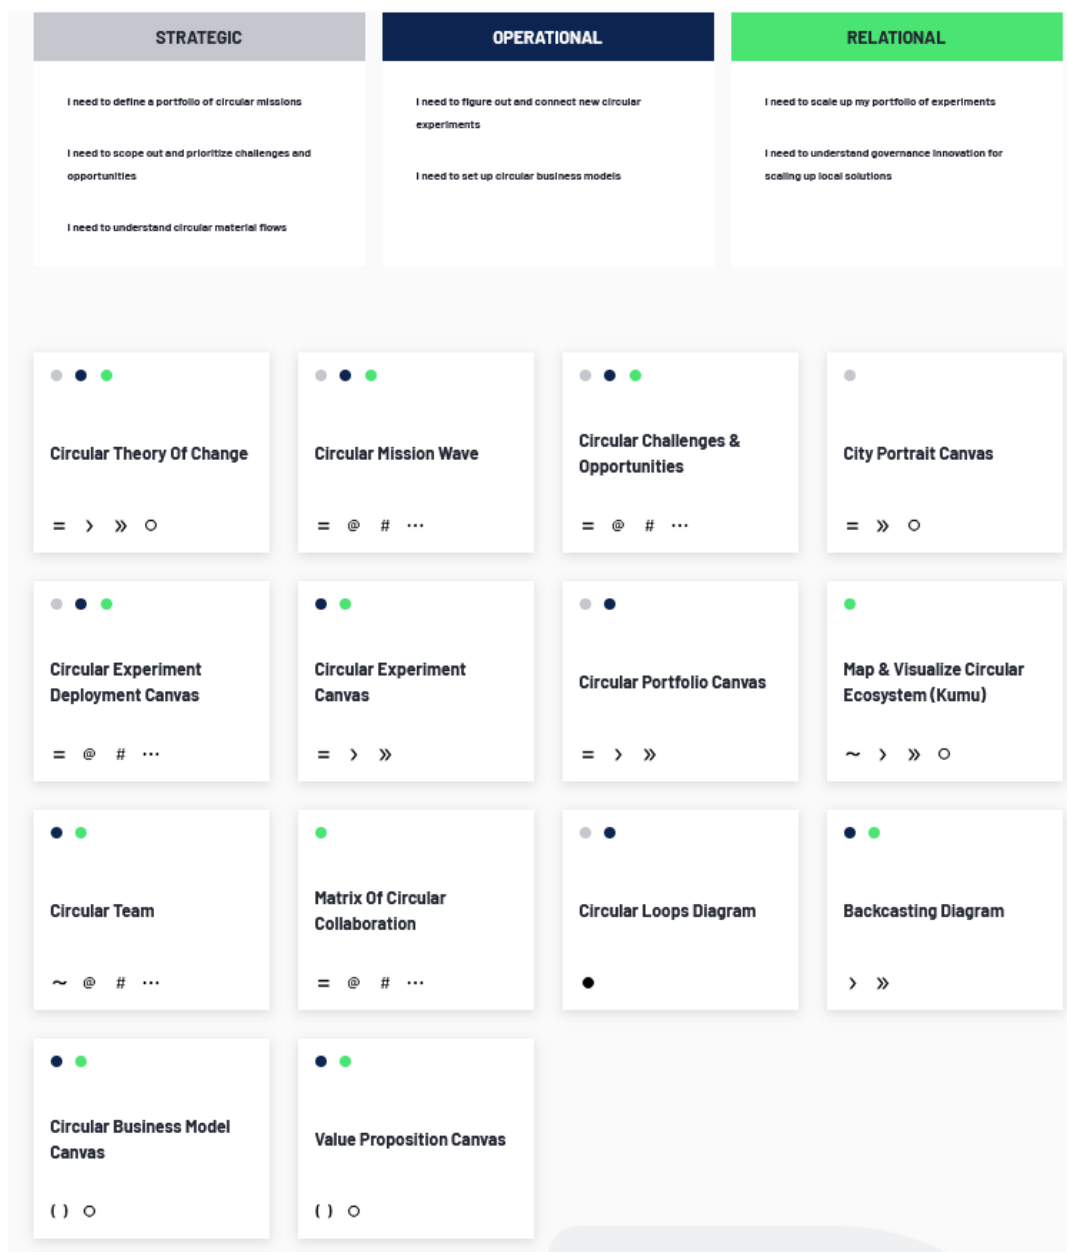 STRATEGIC
I need to define a portfolio of circular missions
I need to scope out and prioritize challenges and
opportunities
I need to understand circular material flows
OPERATIONAL
I need to figure out and connect new circular
experiments
I need to set up circular business models
RELATIONAL
I need to scale up my portfolio of experiments
I need to understand governance innovation for
scaling up local solutions
Circular Theory Of Change
= › » ○
Circular Mission Wave
= @ # ···
Circular Challenges &
Opportunities
= @ # ···
City Portrait Canvas
= » ○
Circular Experiment
Deployment Canvas
= @ # ···
Circular Experiment
Canvas
= › »
Circular Portfolio Canvas
= › »
Map & Visualize Circular
Ecosystem (Kumu)
~ › » ○
Circular Team
~ @ # ···
Matrix Of Circular
Collaboration
= @ # ···
Circular Loops Diagram
●
Backcasting Diagram
› »
Circular Business Model
Canvas
( ) ○
Value Proposition Canvas
( ) ○